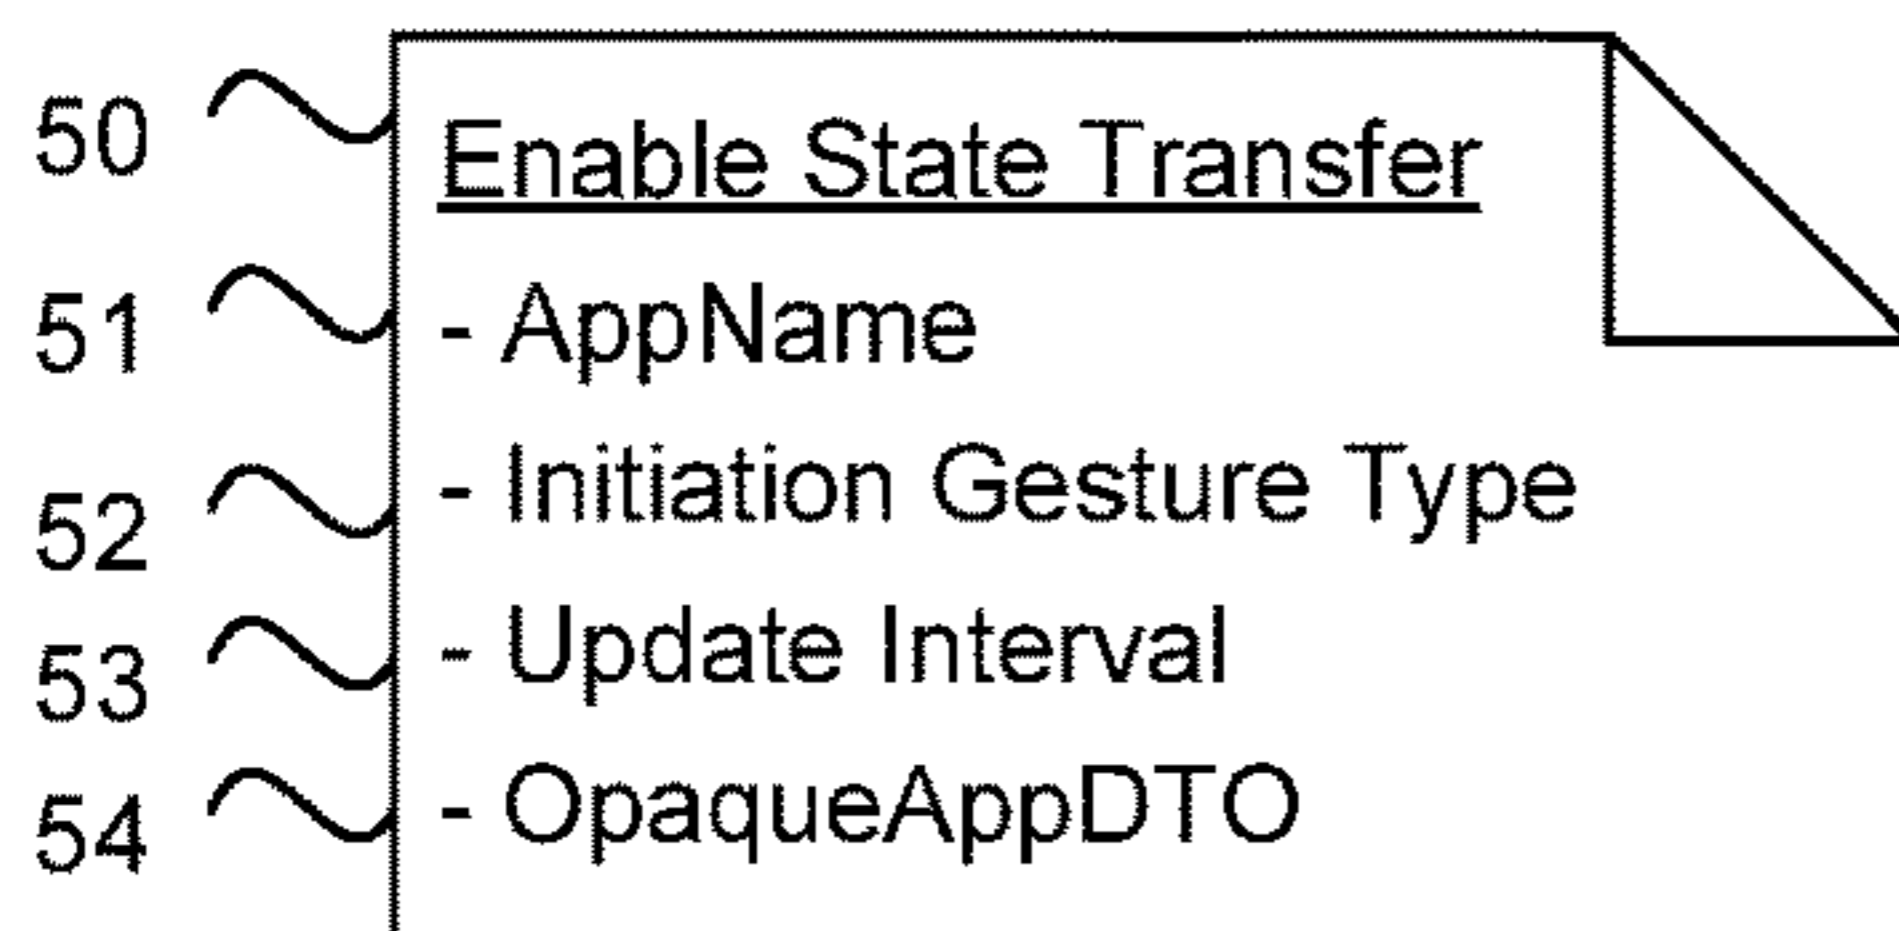 50 Enable State Transfer
51 - AppName
52 - Initiation Gesture Type
53 - Update Interval
54 - OpaqueAppDTO